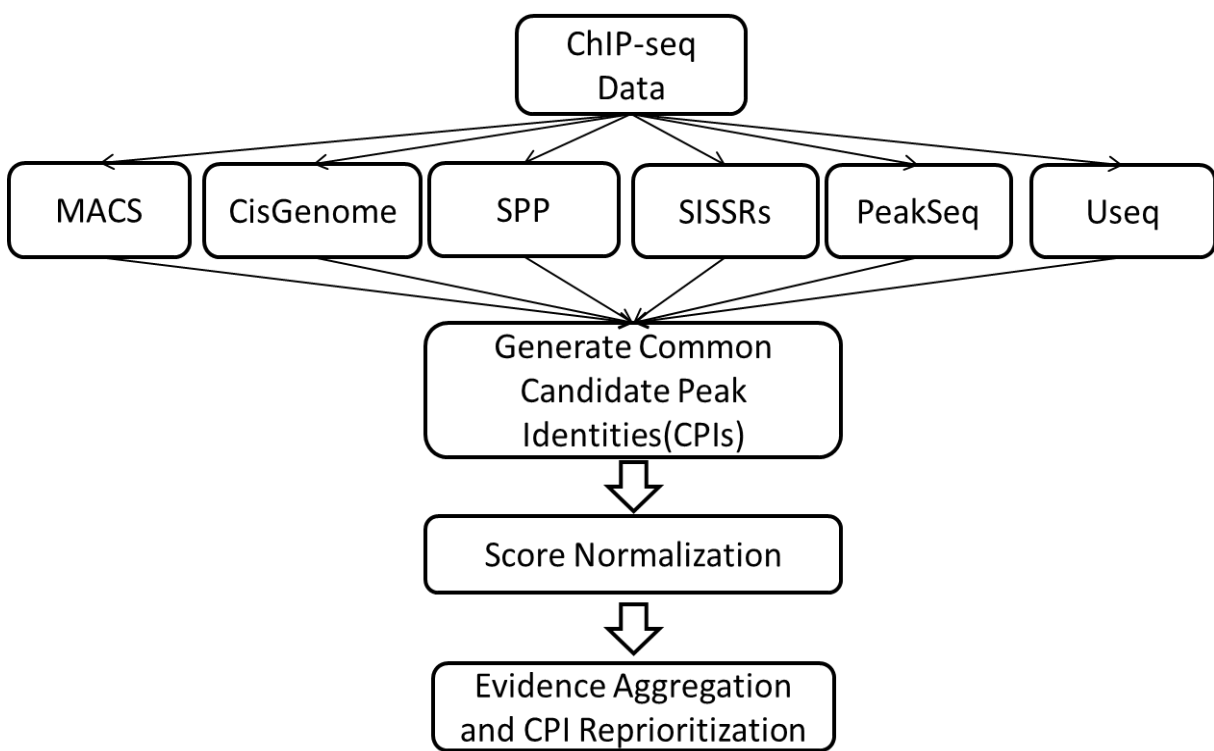 ChIP-seq
Data
MACS
CisGenome
SPP
SISSRs
PeakSeq
Useq
Generate Common
Candidate Peak
Identities(CPIs)
Score Normalization
Evidence Aggregation
and CPI Reprioritization